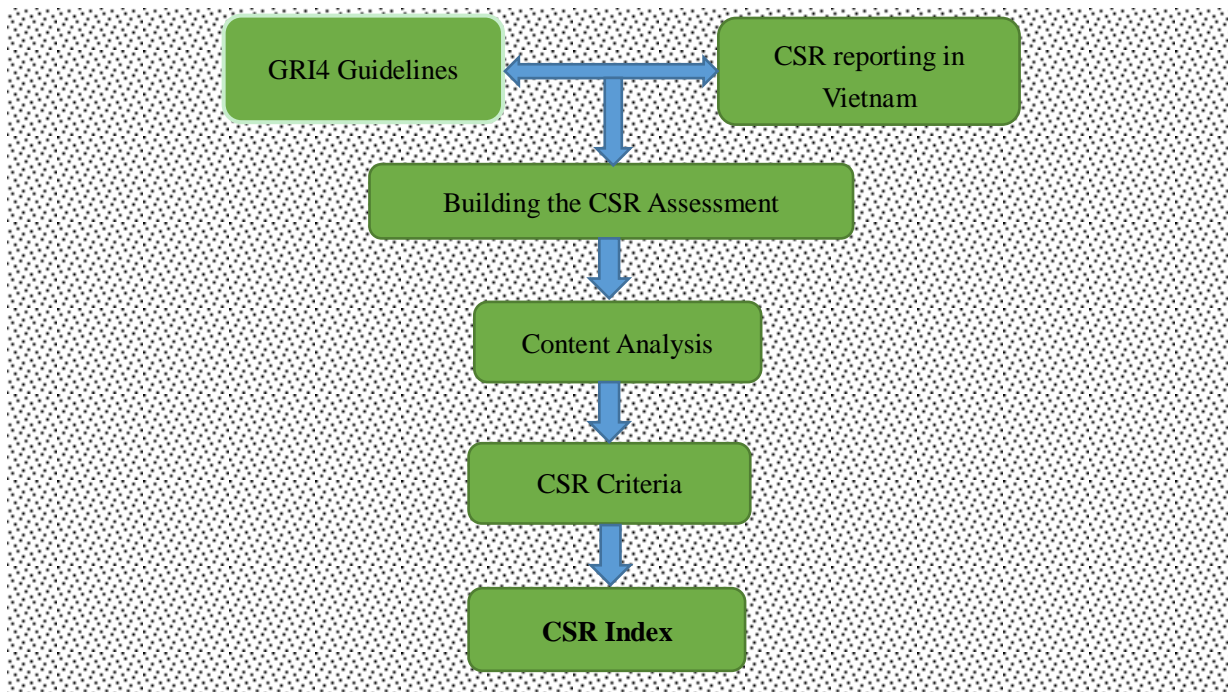 GRI4 Guidelines
CSR reporting in
Vietnam
Building the CSR Assessment
Content Analysis
CSR Criteria
CSR Index